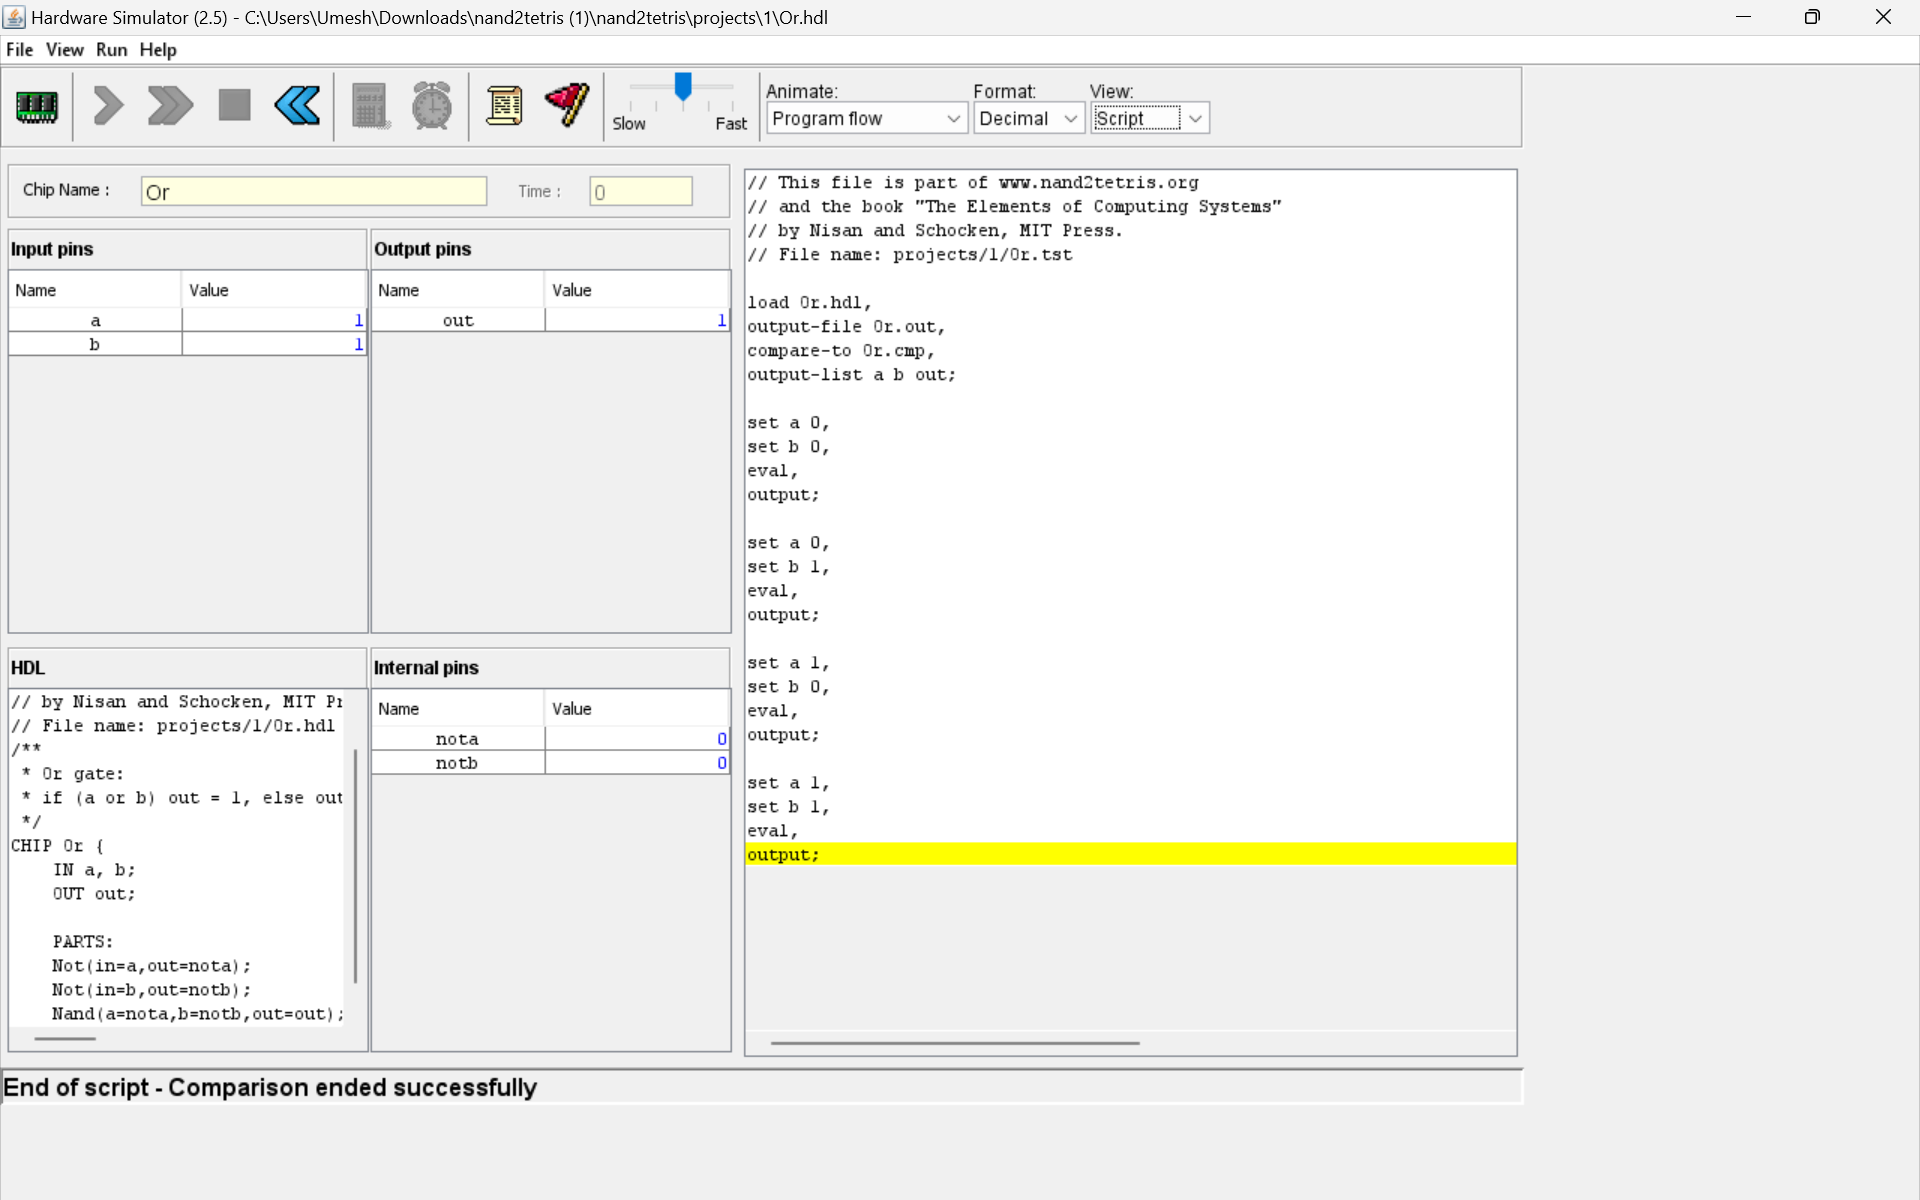 Hardware Simulator (2.5) - C:\Users\Umesh\Downloads\nand2tetris (1)\nand2tetris\projects\1\Or.hdl
File View Run Help
Slow Fast
Animate:
Program flow
Format:
Decimal
View:
Script
Chip Name : Or Time : 0
Input pins
Name Value
a 1
b 1
Output pins
Name Value
out 1
HDL
// by Nisan and Schocken, MIT Pr
// File name: projects/1/Or.hdl
/**
* Or gate:
* if (a or b) out = 1, else out
*/
CHIP Or {
IN a, b;
OUT out;
PARTS:
Not(in=a,out=nota);
Not(in=b,out=notb);
Nand(a=nota,b=notb,out=out);
Internal pins
Name Value
nota 0
notb 0
// This file is part of www.nand2tetris.org
// and the book "The Elements of Computing Systems"
// by Nisan and Schocken, MIT Press.
// File name: projects/1/Or.tst
load Or.hdl,
output-file Or.out,
compare-to Or.cmp,
output-list a b out;
set a 0,
set b 0,
eval,
output;
set a 0,
set b 1,
eval,
output;
set a 1,
set b 0,
eval,
output;
set a 1,
set b 1,
eval,
output;
End of script - Comparison ended successfully